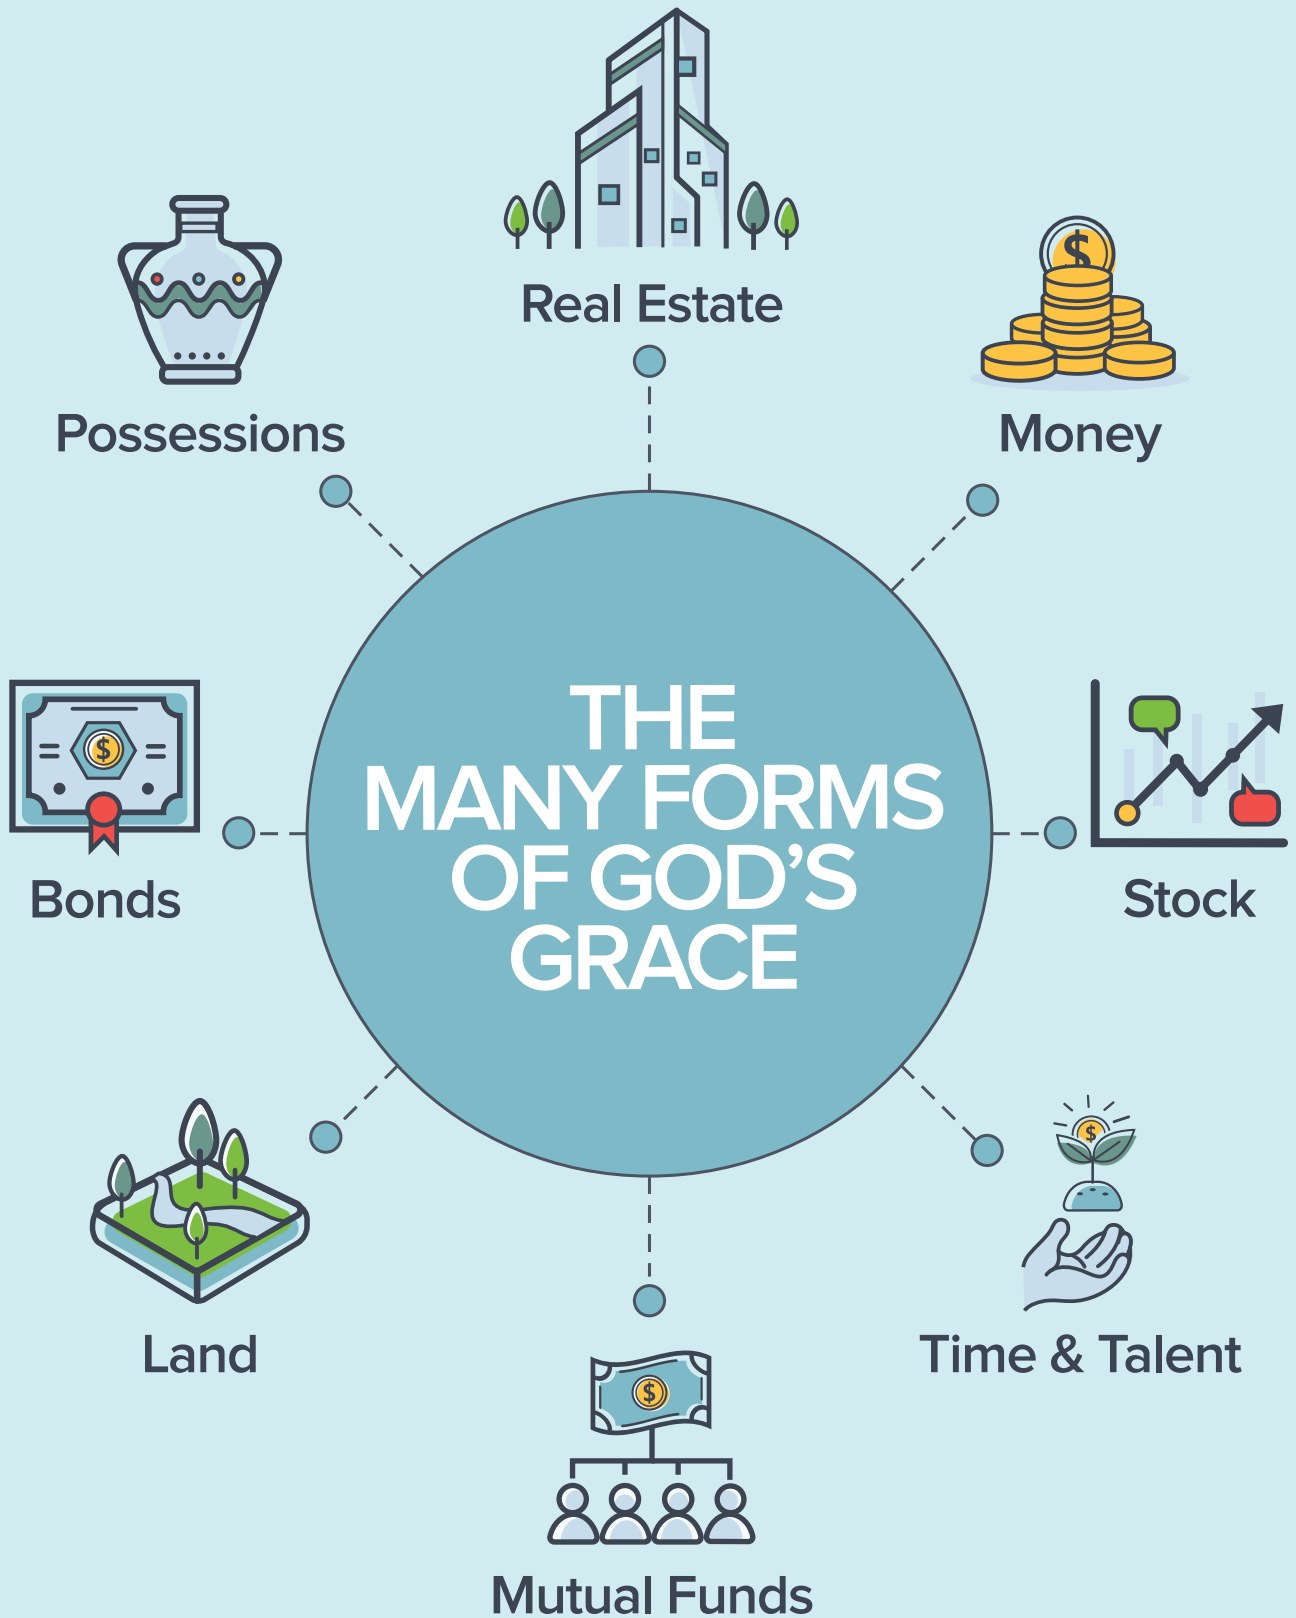 Real Estate
Possessions
Money
THE
MANY FORMS
OF GOD'S
GRACE
Bonds
Stock
Land
Time & Talent
Mutual Funds
$
$
$
$